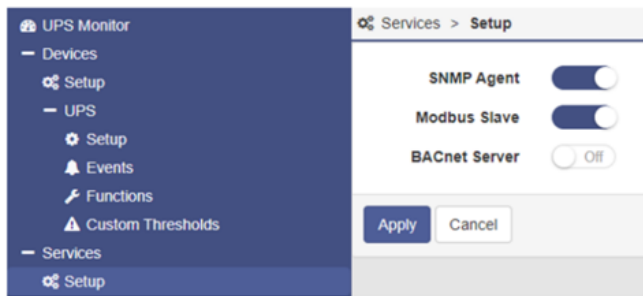 UPS Monitor
Devices
Setup
UPS
Setup
Events
Functions
Custom Thresholds
Services
Setup
Services > Setup
SNMP Agent
Modbus Slave
BACnet Server Off
Apply Cancel